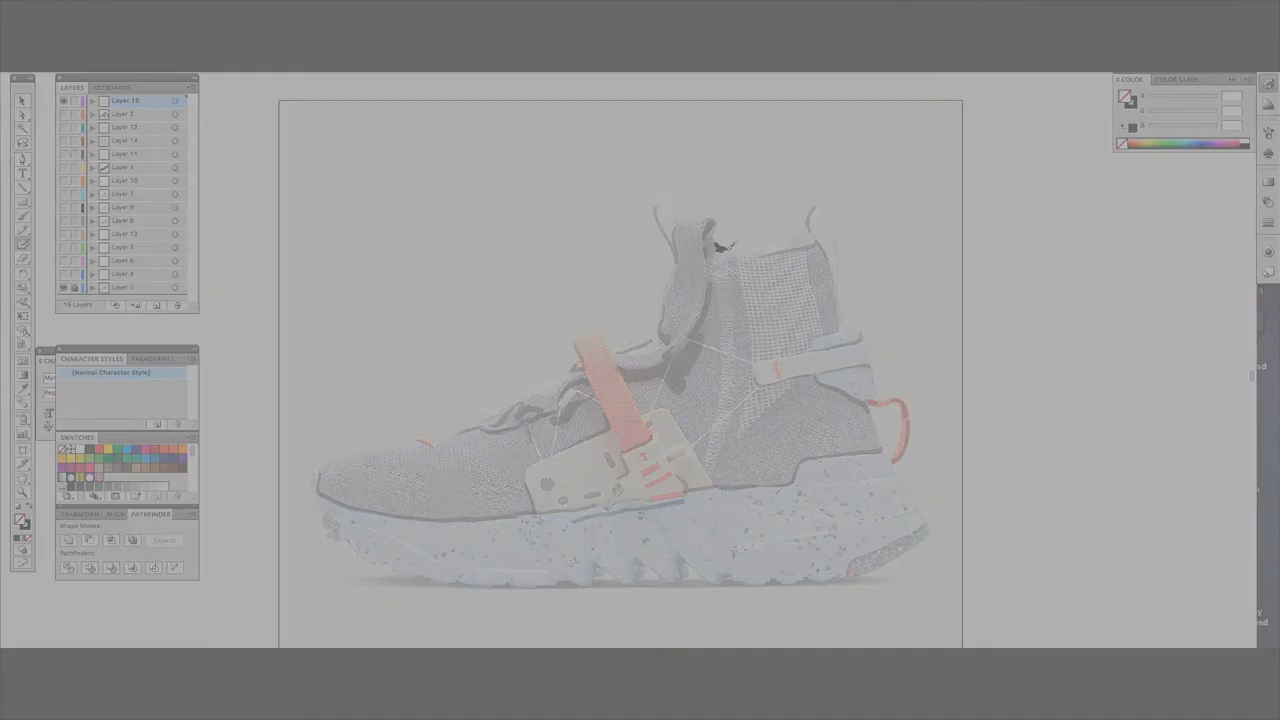 LAYERS ARTBOARDS
Layer 15
Layer 2
Layer 12
Layer 14
Layer 11
Layer 5
Layer 10
Layer 7
Layer 9
Layer 8
Layer 13
Layer 3
Layer 6
Layer 4
Layer 1
15 Layers
CHARACTER STYLES PARAGRAPH
[Normal Character Style]
SWATCHES
TRANSFORM ALIGN PATHFINDER
Shape Modes:
Expand
Pathfinders:
COLOR COLOR GUIDE
R
G
B